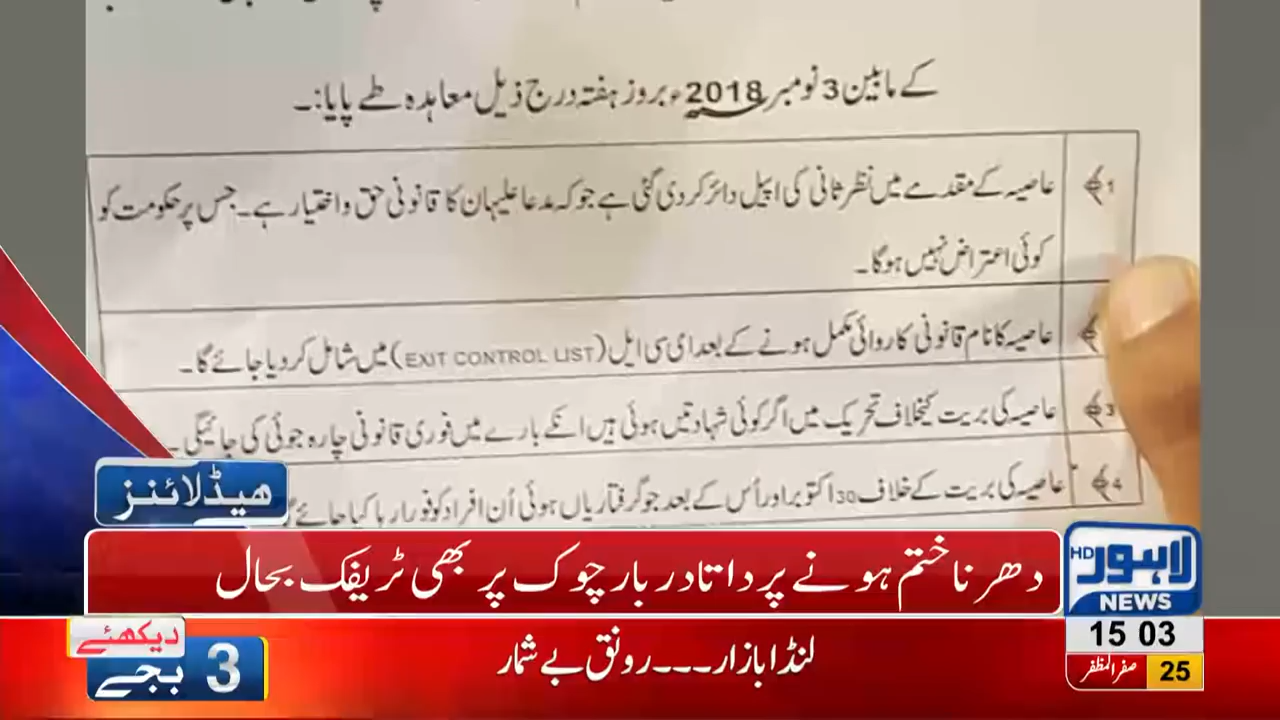 کے مابین 3 نومبر 2018ء بروز ہفتہ درج ذیل معاہدہ طے پایا:۔
1﴾ عاصیہ کے مقدمے میں نظر ثانی کی اپیل دائر کر دی گئی ہے جو کہ مدعا علیہان کا قانونی حق و اختیار ہے۔ جس پر حکومت کو
کوئی اعتراض نہیں ہوگا۔
﴾ عاصیہ کا نام قانونی کاروائی مکمل ہونے کے بعد ای سی ایل (EXIT CONTROL LIST) میں شامل کر دیا جائے گا۔
3﴾ عاصیہ کی بریت کیخلاف تحریک میں اگر کوئی شہادتیں ہوئی ہیں انکے بارے میں فوری قانونی چارہ جوئی کی جائیگی۔
4﴾ عاصیہ کی بریت کے خلاف 30 اکتوبر اور اُس کے بعد جو گرفتاریاں ہوئی اُن افراد کو فوراً رہا کیا جائے گا
ھیڈلائنز
دھرنا ختم ہونے پر داتا دربار چوک پر بھی ٹریفک بحال
لاہور HD
NEWS
دیکھئے
3 بجے
لنڈا بازار۔۔۔رونق بے شمار
15 03
25 صفر المظفر